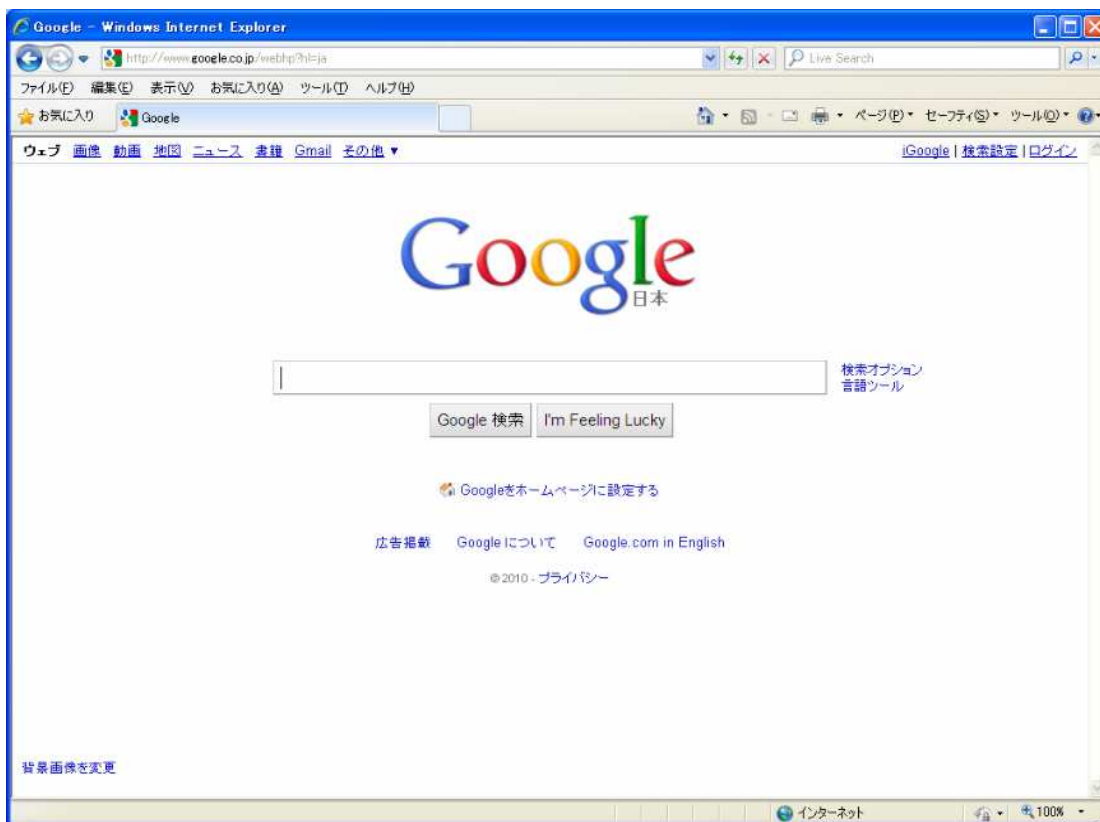 Google - Windows Internet Explorer
http://www.google.co.jp/webhp?hl=ja Live Search
ファイル(F) 編集(E) 表示(V) お気に入り(A) ツール(T) ヘルプ(H)
お気に入り Google ページ(P) セーフティ(S) ツール(O)
ウェブ 画像 動画 地図 ニュース 書籍 Gmail その他 ▼ iGoogle | 検索設定 | ログイン
Google
日本
検索オプション
言語ツール
Google 検索 I'm Feeling Lucky
Googleをホームページに設定する
広告掲載 Google について Google.com in English
© 2010 - プライバシー
背景画像を変更
インターネット 100%